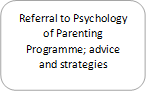 Referral to Psychology
of Parenting
Programme; advice
and strategies